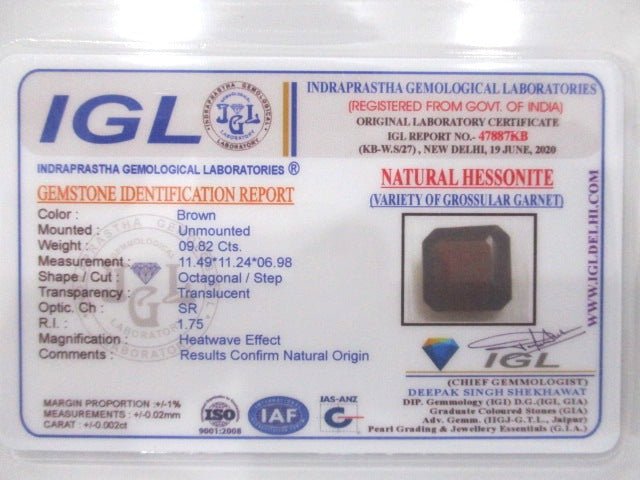 IGL
INDRAPRASTHA GEMOLOGICAL
LABORATORY
IGL
INDRAPRASTHA GEMOLOGICAL LABORATORIES ®
GEMSTONE IDENTIFICATION REPORT
Color : Brown
Mounted : Unmounted
Weight : 09.82 Cts.
Measurement : 11.49*11.24*06.98
Shape / Cut : Octagonal / Step
Transparency : Translucent
Optic. Ch : SR
R.I. : 1.75
Magnification : Heatwave Effect
Comments : Results Confirm Natural Origin
MARGIN PROPORTION :+/-1%
MEASUREMENTS : +/-0.02mm
CARAT : +/-0.002ct
ISO
9001:2008
IAF
JAS-ANZ
INDRAPRASTHA GEMOLOGICAL LABORATORIES
(REGISTERED FROM GOVT. OF INDIA)
ORIGINAL LABORATORY CERTIFICATE
IGL REPORT NO.- 47887KB
(KB-W.S/27) , NEW DELHI, 19 JUNE, 2020
NATURAL HESSONITE
(VARIETY OF GROSSULAR GARNET)
WWW.IGLDELHI.COM
IGL
(CHIEF GEMMOLOGIST)
DEEPAK SINGH SHEKHAWAT
DIP. Gemmology (IGI) D.G.(IGI, GIA)
Graduate Coloured Stones (GIA)
Adv. Gemm. (IIGJ-G.T.L., Jaipur)
Pearl Grading & Jewellery Essentials (G.I.A.)